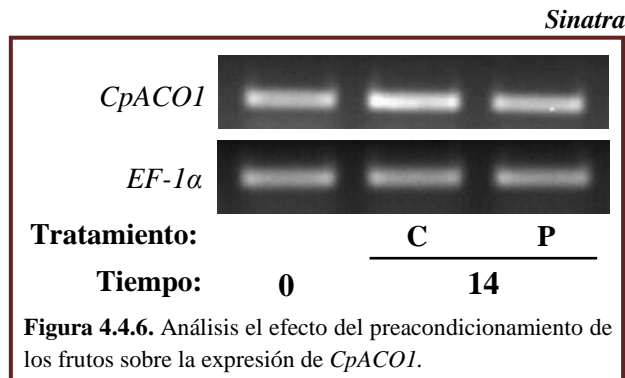 Sinatra
CpACO1
EF-1α
Tratamiento: C P
Tiempo: 0 14
Figura 4.4.6. Análisis el efecto del preacondicionamiento de
los frutos sobre la expresión de CpACO1.